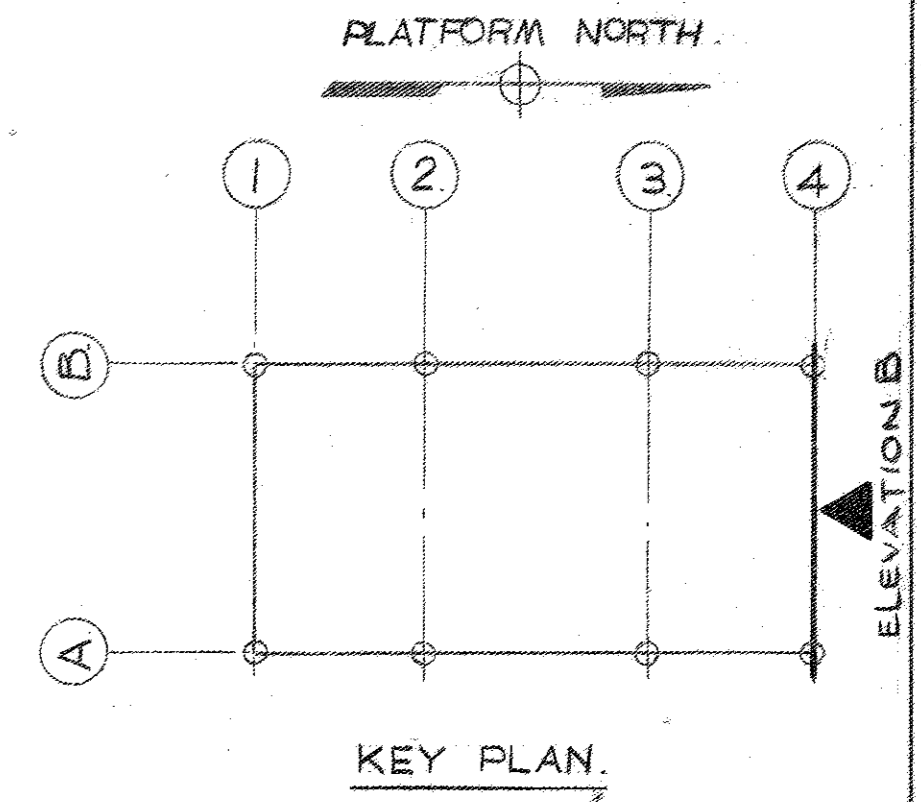 PLATFORM NORTH.
1 2. 3. 4
B.
ELEVATION B
A
KEY PLAN.